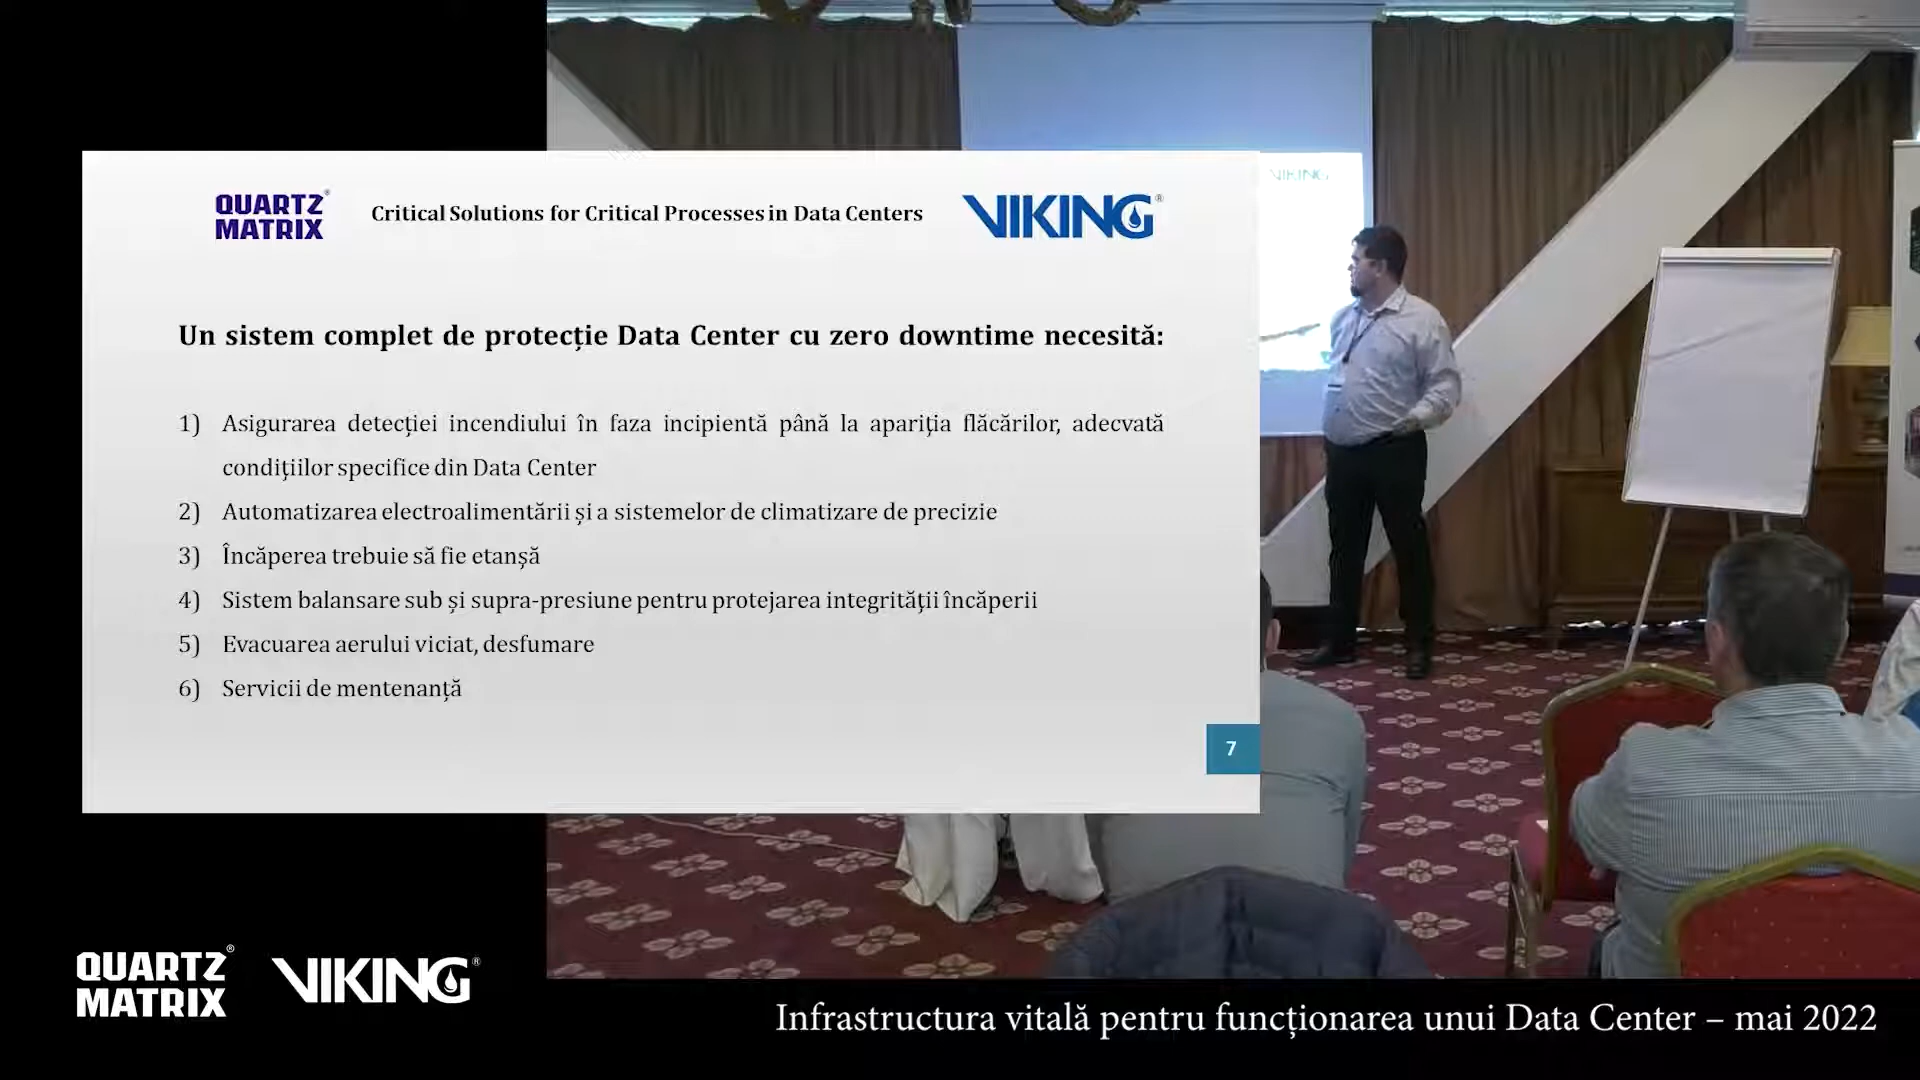 QUARTZ®
MATRIX
Critical Solutions for Critical Processes in Data Centers
VIKING®
VIKING
Un sistem complet de protecție Data Center cu zero downtime necesită:
1) Asigurarea detecției incendiului în faza incipientă până la apariția flăcărilor, adecvată
condițiilor specifice din Data Center
2) Automatizarea electroalimentării și a sistemelor de climatizare de precizie
3) Încăperea trebuie să fie etanșă
4) Sistem balansare sub și supra-presiune pentru protejarea integrității încăperii
5) Evacuarea aerului viciat, desfumare
6) Servicii de mentenanță
7
QUARTZ®
MATRIX
VIKING®
Infrastructura vitală pentru funcționarea unui Data Center – mai 2022